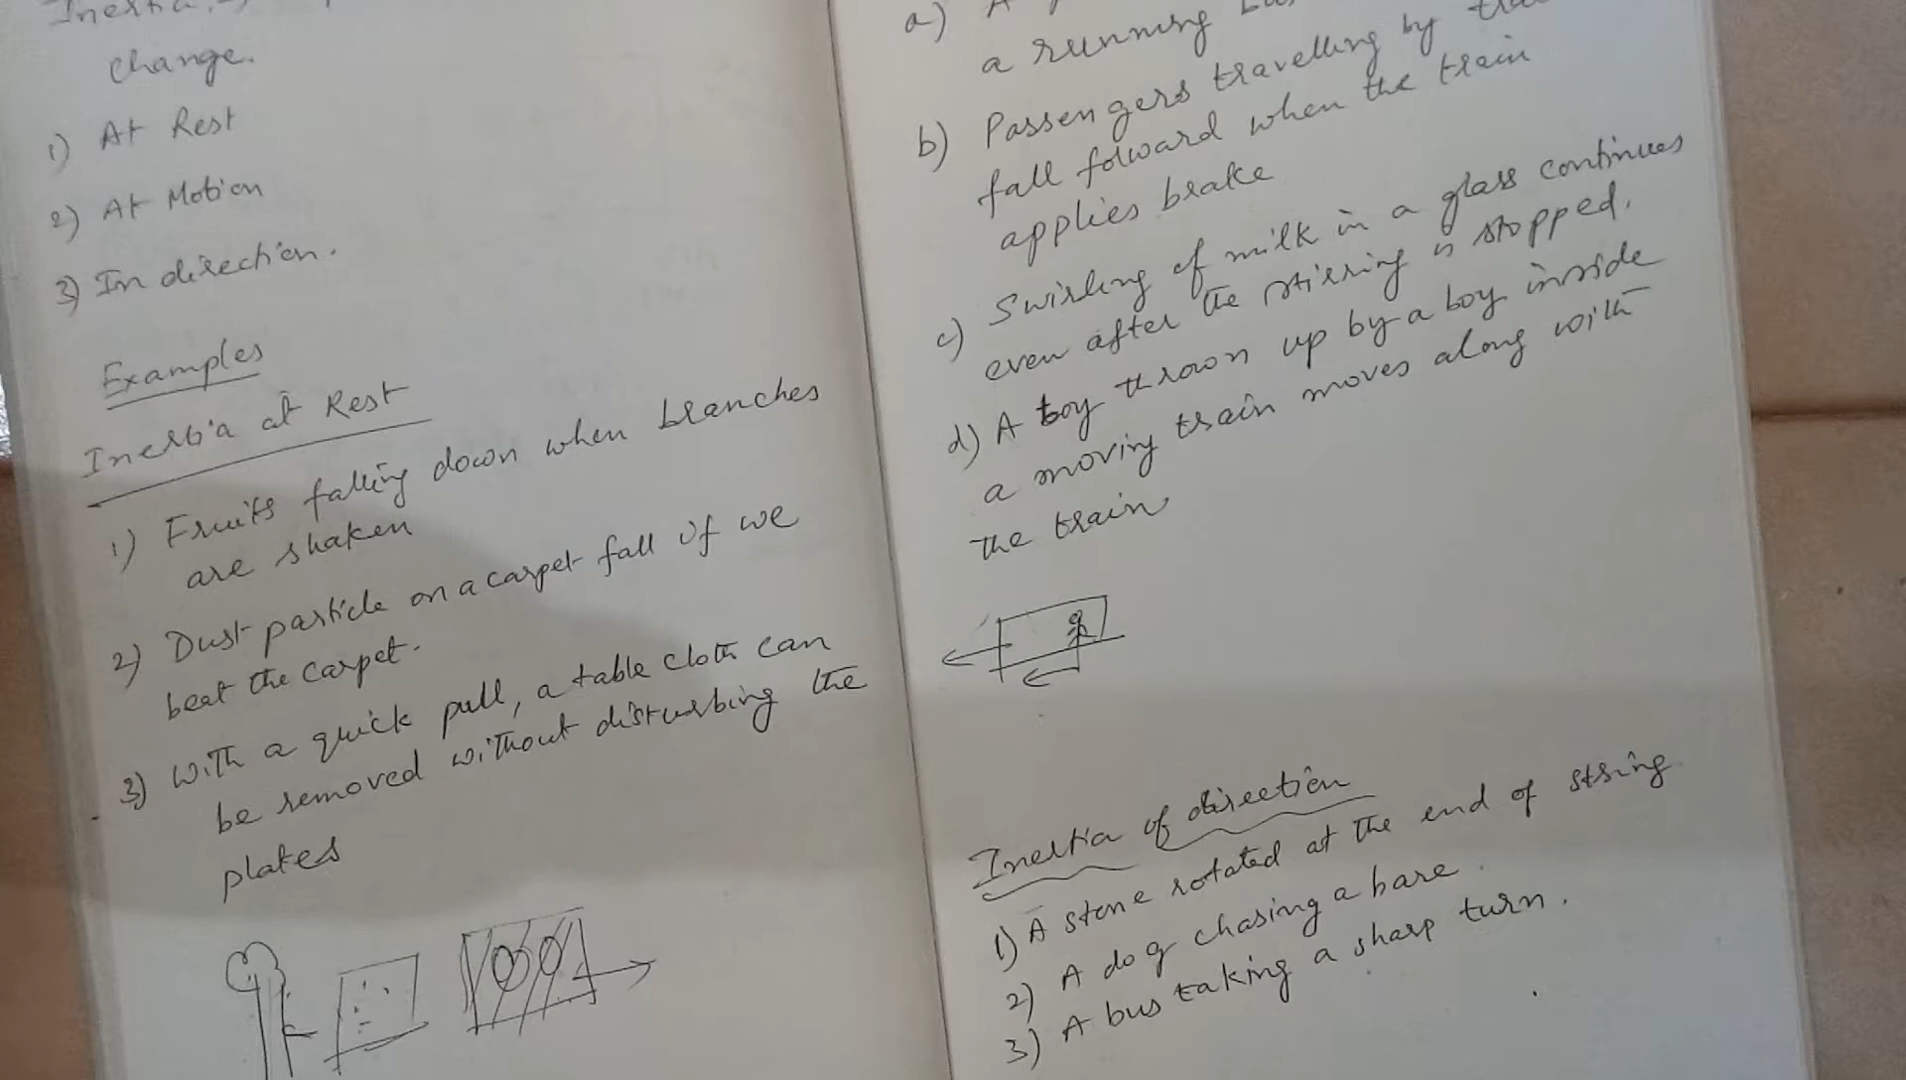 Inertia
change.
1) At Rest
2) At Motion
3) In direction.
Examples
Inertia at Rest
1) Fruits falling down when branches
are shaken
2) Dust particle on a carpet fall if we
beat the carpet.
3) with a quick pull, a table cloth can
be removed without disturbing the
plates
a) A
a running
b) Passengers travelling by
fall forward when the train
applies brake
c) Swirling of milk in a glass continues
even after the stirring is stopped.
d) A toy thrown up by a boy inside
a moving train moves along with
the train
Inertia of direction
1) A stone rotated at the end of string
2) A dog chasing a hare.
3) A bus taking a sharp turn.